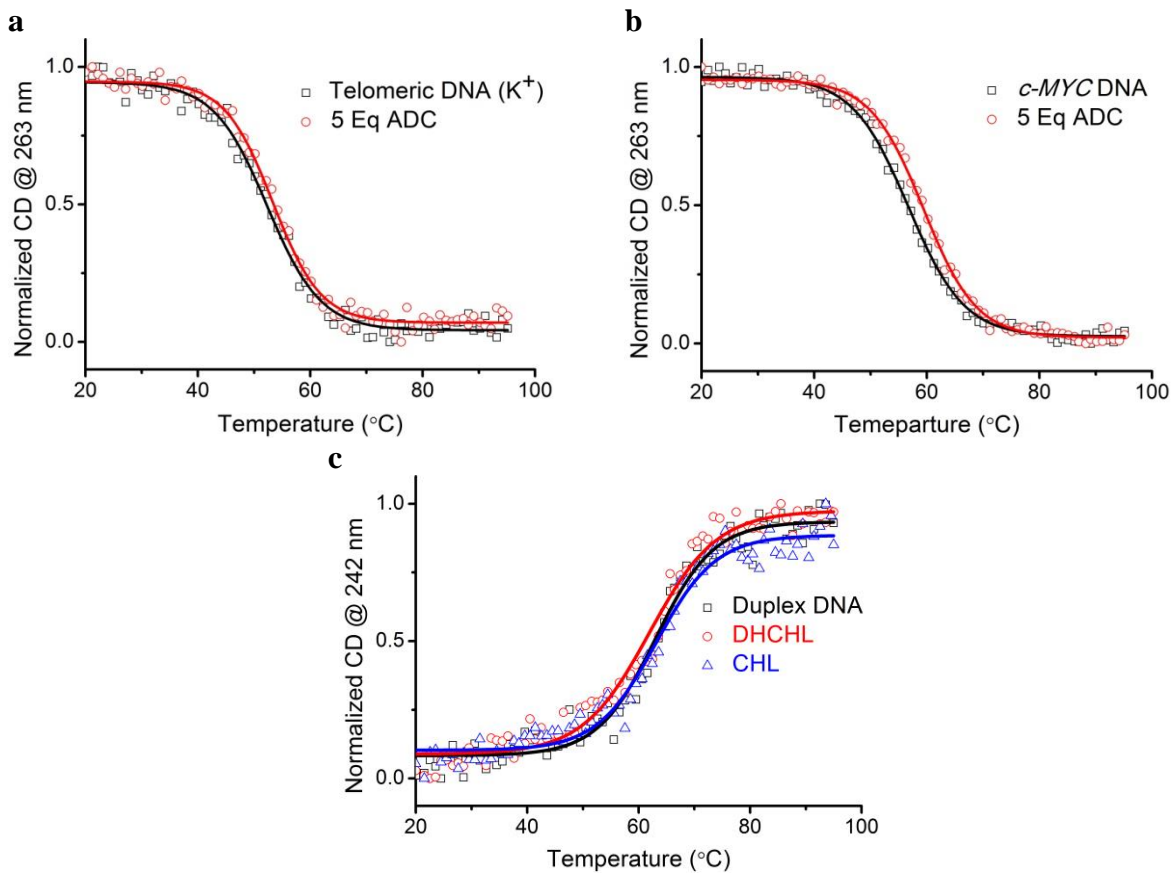 a
Normalized CD @ 263 nm
1.0
0.5
0.0
Telomeric DNA (K+)
5 Eq ADC
20 40 60 80 100
Temperature (°C)
b
Normalized CD @ 263 nm
1.0
0.5
0.0
c-MYC DNA
5 Eq ADC
20 40 60 80 100
Temeparture (°C)
c
Normalized CD @ 242 nm
1.0
0.5
0.0
Duplex DNA
DHCHL
CHL
20 40 60 80 100
Temperature (°C)